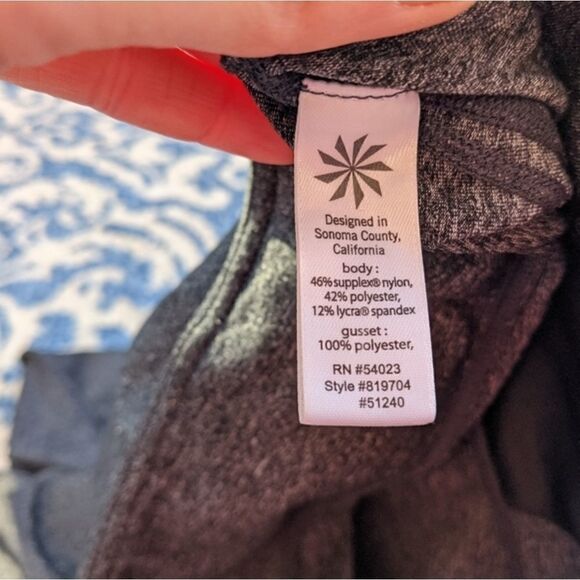 Designed in
Sonoma County,
California
body :
46% supplex® nylon,
42% polyester,
12% lycra® spandex
gusset :
100% polyester,
RN #54023
Style #819704
#51240